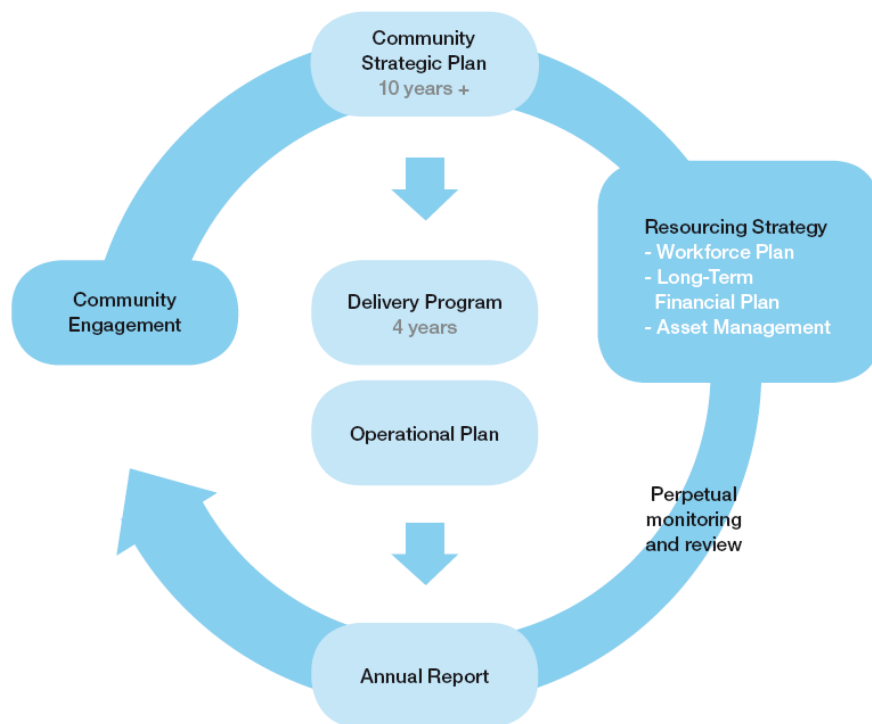 Community
Strategic Plan
10 years +
Resourcing Strategy
- Workforce Plan
- Long-Term
Financial Plan
- Asset Management
Community
Engagement
Delivery Program
4 years
Operational Plan
Perpetual
monitoring
and review
Annual Report